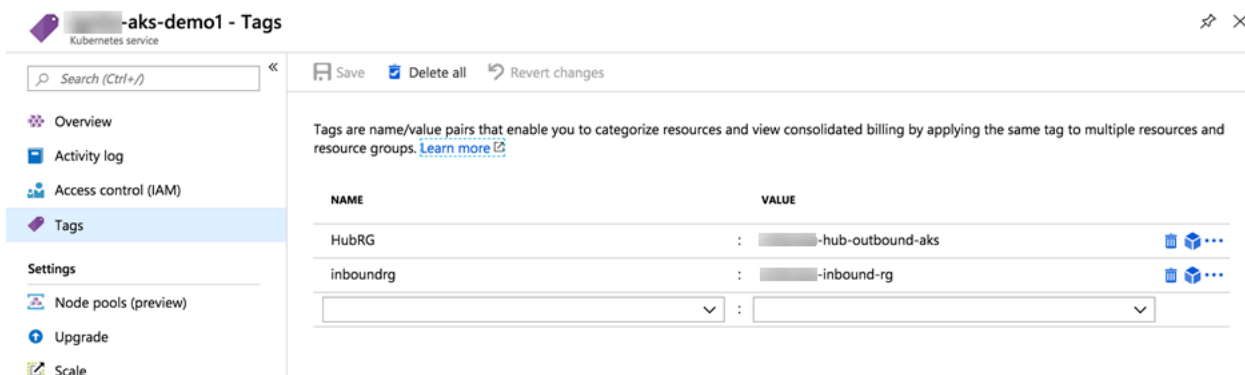 -aks-demo1 - Tags
Kubernetes service
Search (Ctrl+/)
«
Overview
Activity log
Access control (IAM)
Tags
Settings
Node pools (preview)
Upgrade
Scale
Save Delete all Revert changes
Tags are name/value pairs that enable you to categorize resources and view consolidated billing by applying the same tag to multiple resources and
resource groups. Learn more
NAME VALUE
HubRG : -hub-outbound-aks
inboundrg : -inbound-rg
: